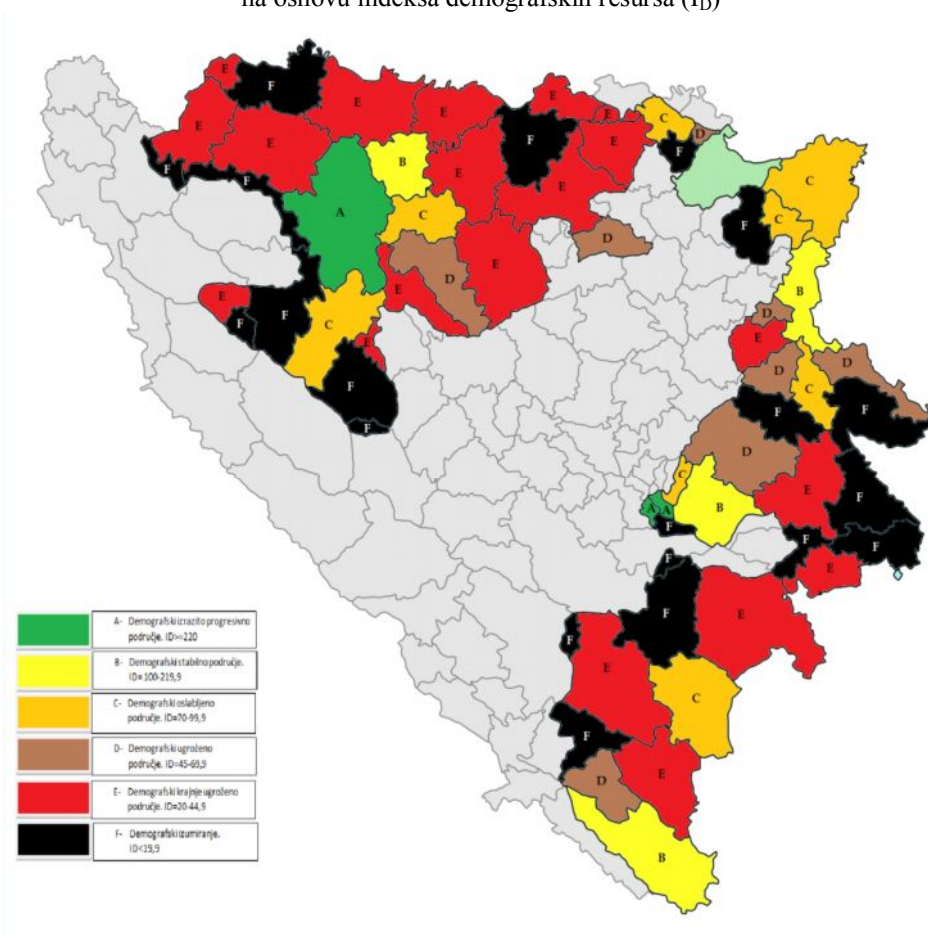 na osnovu indeksa demografskih resursa (I_D)
E
F
E
E
E
E
C
E
D
E
F
E
F
B
F
E
F
E
C
A
C
C
F
D
E
D
E
B
E
D
F
F
C
E
E
D
D
F
C
F
F
F
D
C
E
F
A A
B
F
F
F
F
E
F
E
F
E
C
F
E
D
B
A- Demografski izrazito progresivno
područje. ID>=220
B- Demografski stabilno područje.
ID= 100-219,9
C- Demografski oslabljeno
područje. ID=70-99,9
D- Demografski ugroženo
područje. ID=45-69,9
E- Demografski krajnje ugroženo
područje. ID=20-44,9
F- Demografski izumiranje.
ID<19,9